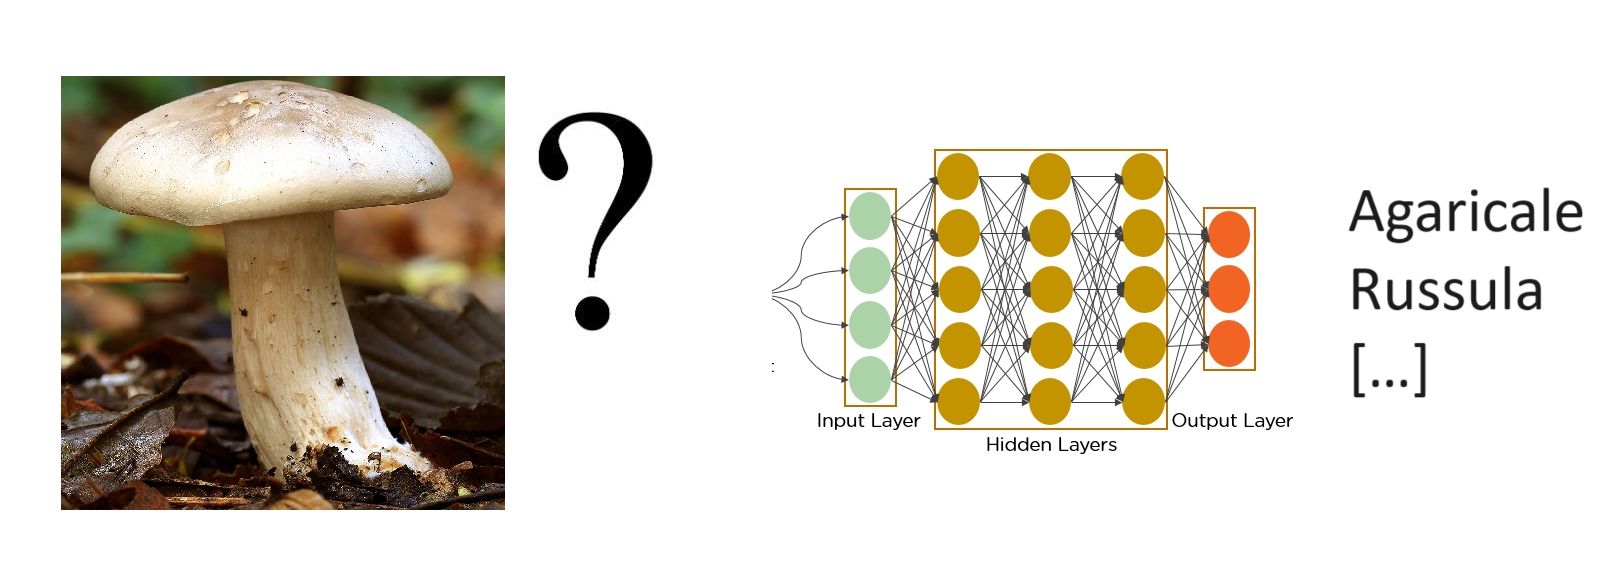 ?
:
Input Layer
Hidden Layers
Output Layer
Agaricale
Russula
[...]